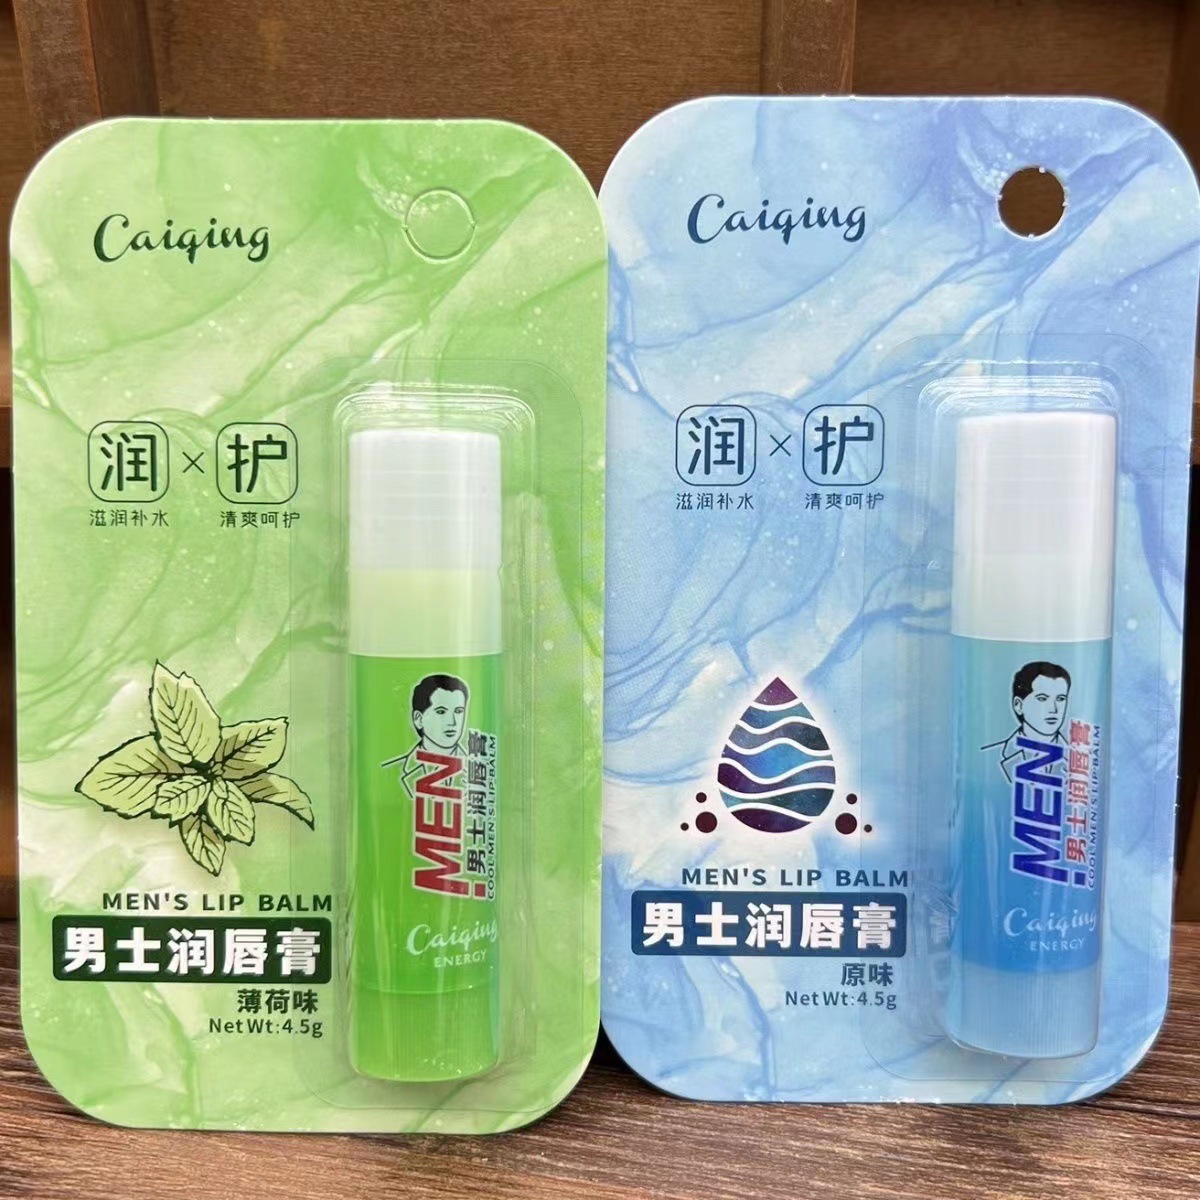 Caiqing
润×护
滋润补水 清爽呵护
MEN'S LIP BALM
男士润唇膏
薄荷味
Net Wt:4.5g
MEN
男士润唇膏
COOL MEN'S LIP BALM
Caiqing
ENERGY
Caiqing
润×护
滋润补水 清爽呵护
MEN'S LIP BALM
男士润唇膏
原味
Net Wt:4.5g
MEN
男士润唇膏
COOL MEN'S LIP BALM
Caiqing
ENERGY